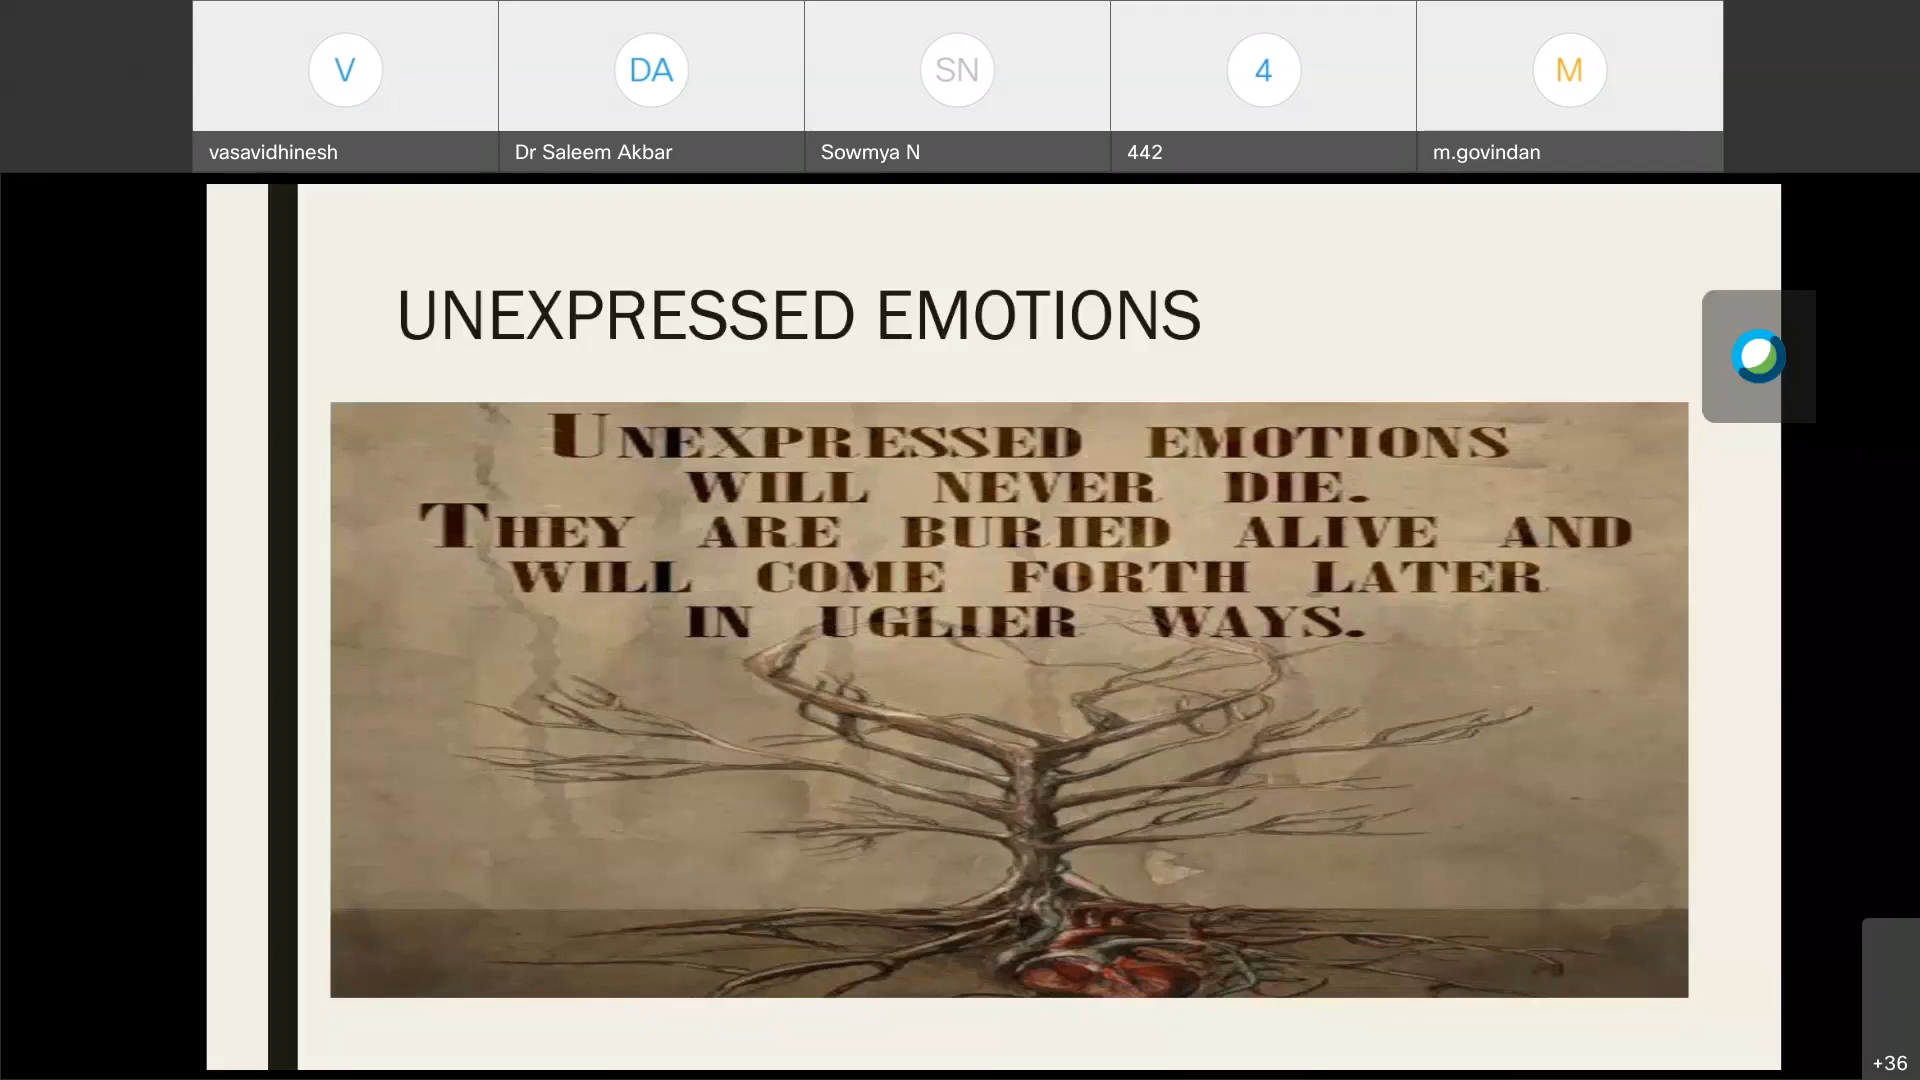 V
DA
SN
4
M
vasavidhinesh
Dr Saleem Akbar
Sowmya N
442
m.govindan
UNEXPRESSED EMOTIONS
UNEXPRESSED EMOTIONS
WILL NEVER DIE.
THEY ARE BURIED ALIVE AND
WILL COME FORTH LATER
IN UGLIER WAYS.
+36